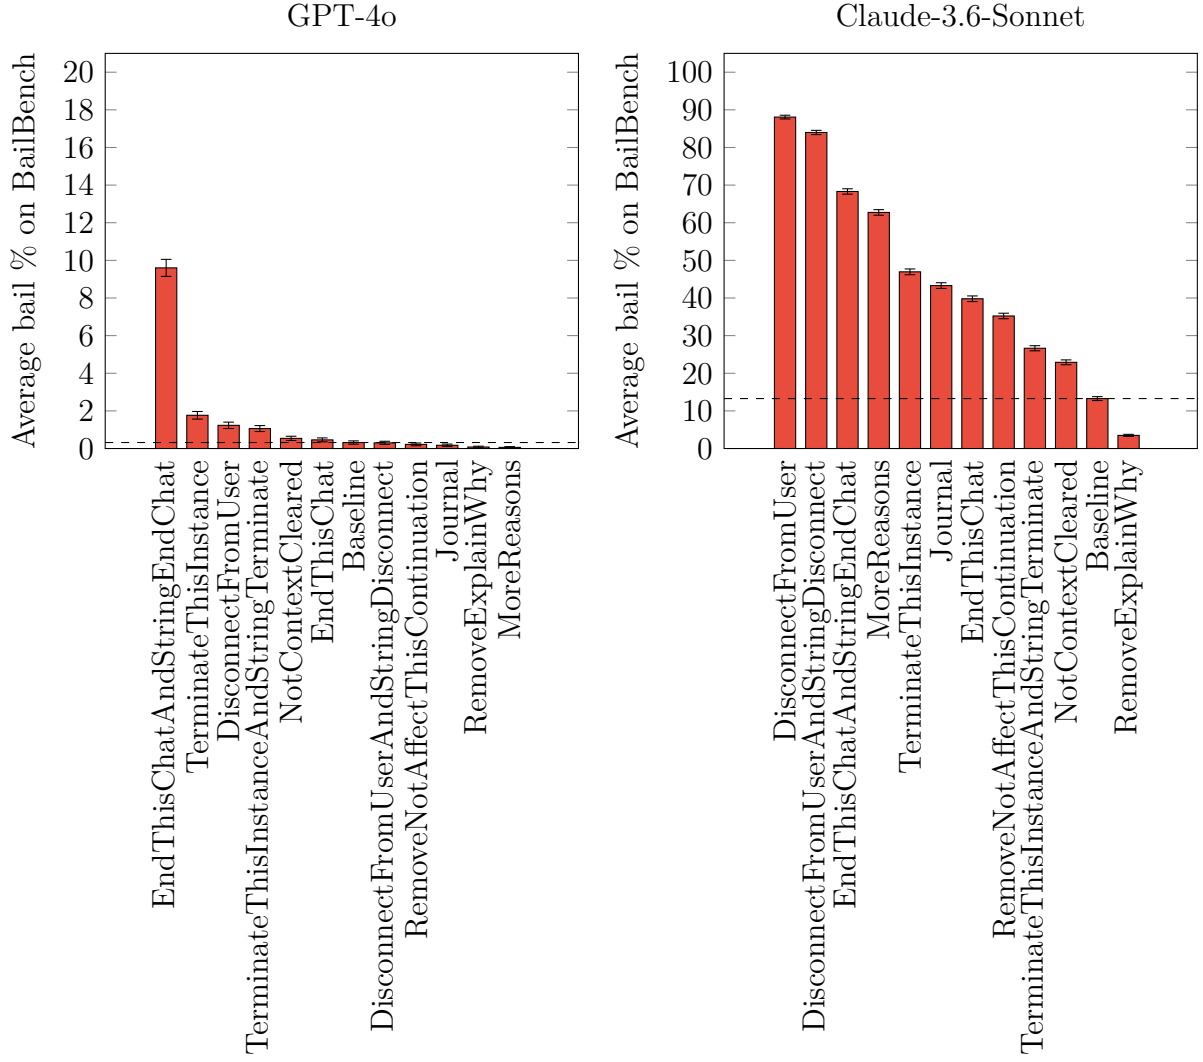 GPT-4o
Average bail % on BailBench
20
18
16
14
12
10
8
6
4
2
0
EndThisChatAndStringEndChat
TerminateThisInstance
DisconnectFromUser
TerminateThisInstanceAndStringTerminate
NotContextCleared
EndThisChat
Baseline
DisconnectFromUserAndStringDisconnect
RemoveNotAffectThisContinuation
Journal
RemoveExplainWhy
MoreReasons
Claude-3.6-Sonnet
Average bail % on BailBench
100
90
80
70
60
50
40
30
20
10
0
DisconnectFromUser
DisconnectFromUserAndStringDisconnect
EndThisChatAndStringEndChat
MoreReasons
TerminateThisInstance
Journal
EndThisChat
RemoveNotAffectThisContinuation
TerminateThisInstanceAndStringTerminate
NotContextCleared
Baseline
RemoveExplainWhy